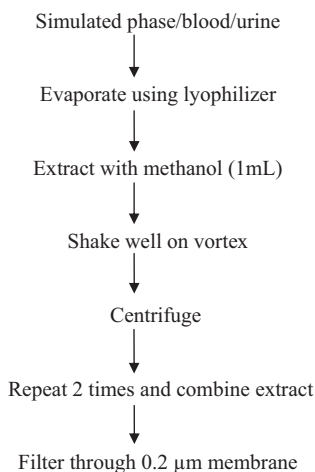 Simulated phase/blood/urine
Evaporate using lyophilizer
Extract with methanol (1mL)
Shake well on vortex
Centrifuge
Repeat 2 times and combine extract
Filter through 0.2 µm membrane